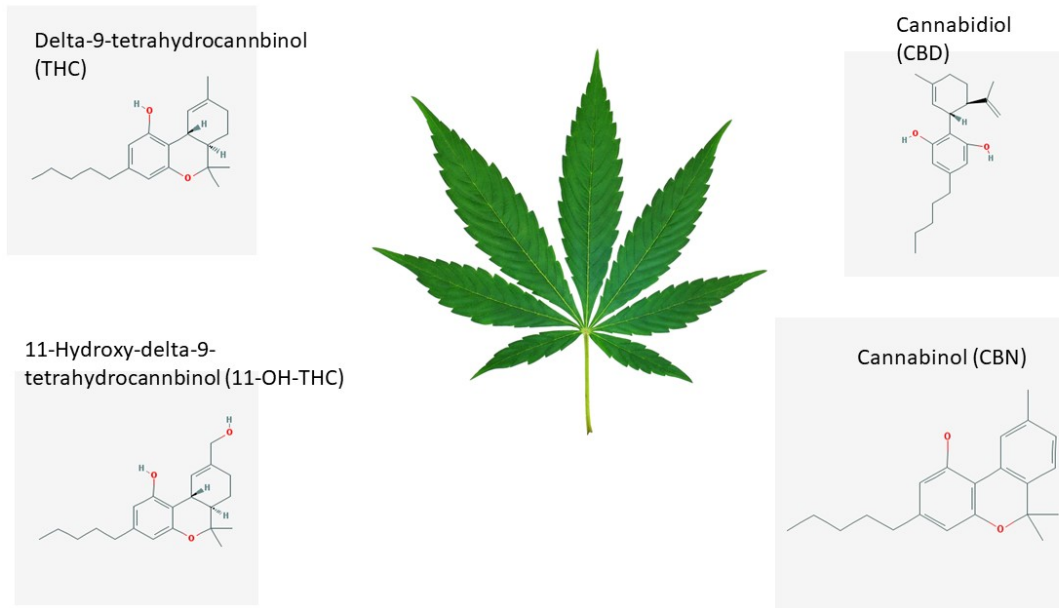 Delta-9-tetrahydrocannbinol
(THC)
H
O
H
H
O
Cannabidiol
(CBD)
H
O
H
O
H
11-Hydroxy-delta-9-
tetrahydrocannbinol (11-OH-THC)
H
O
H
O
H
H
O
Cannabinol (CBN)
O
O